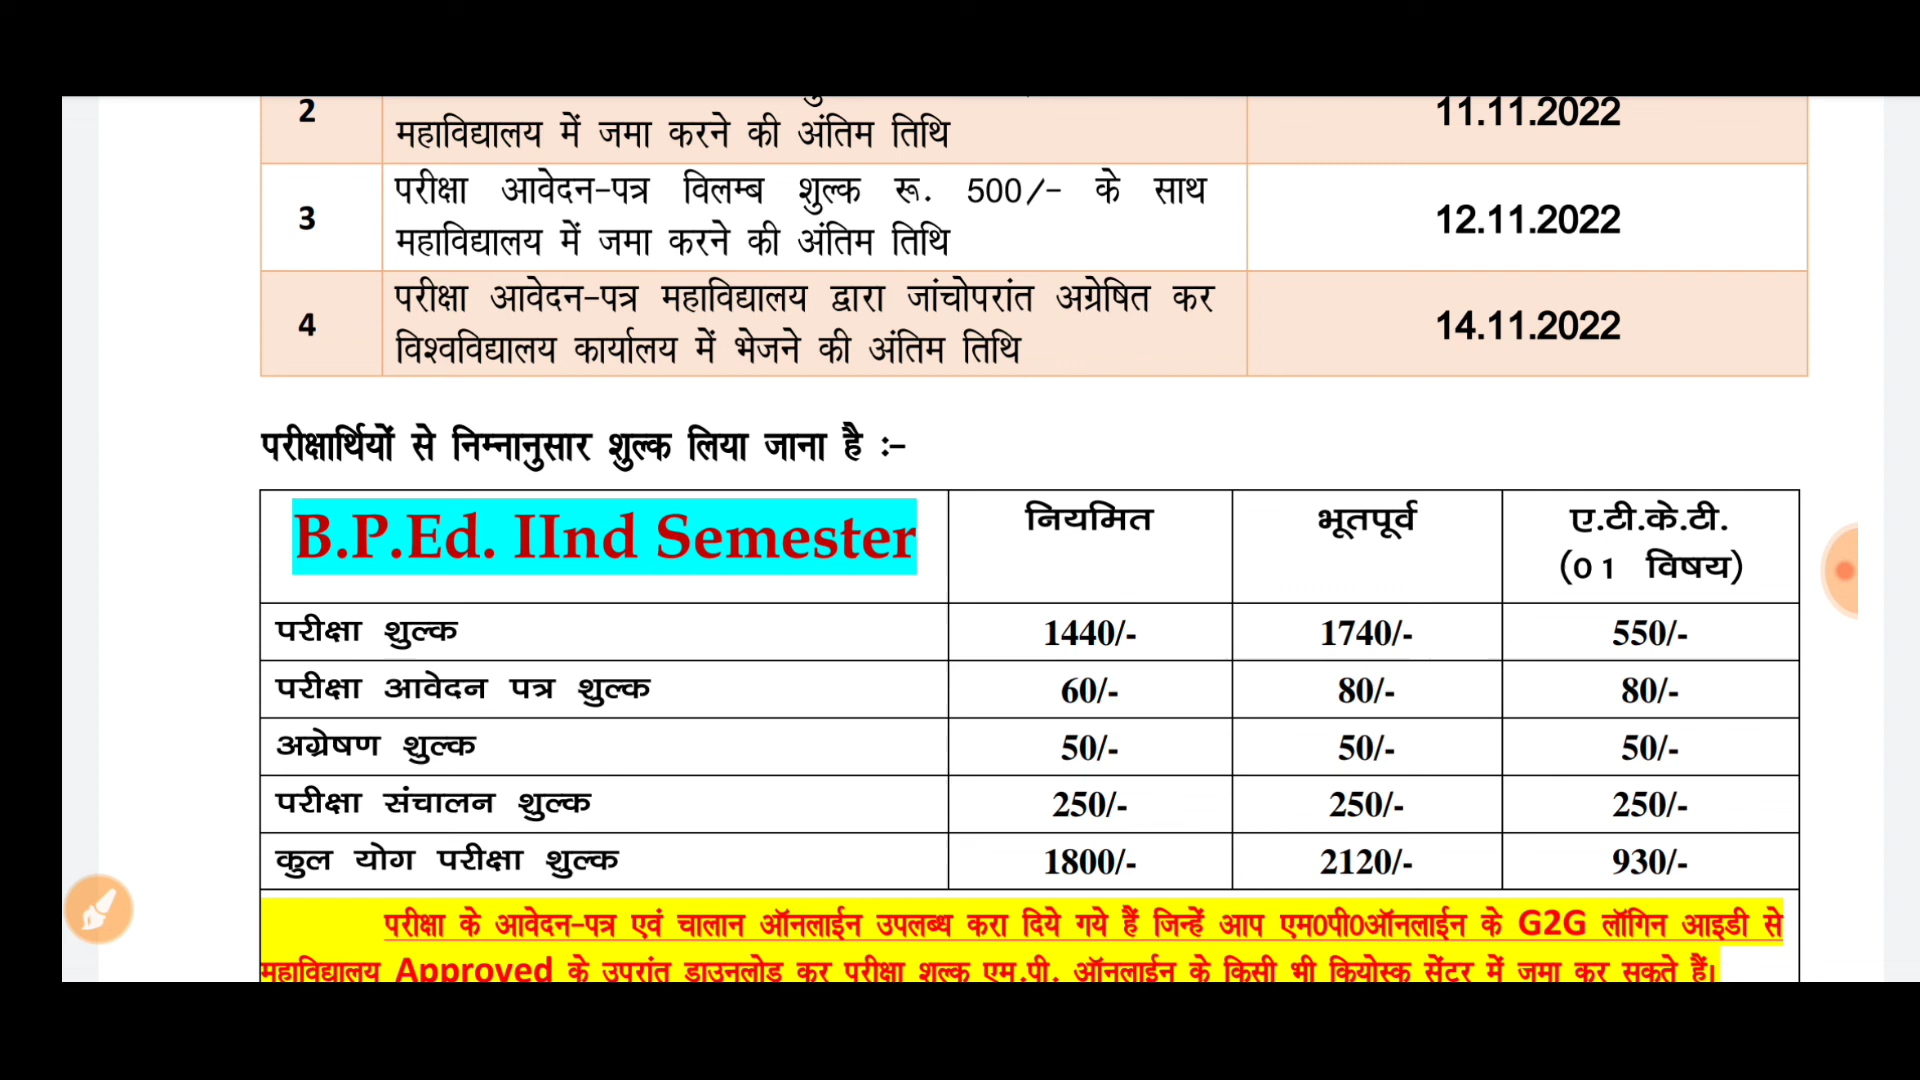 2
महाविद्यालय में जमा करने की अंतिम तिथि
11.11.2022
3
परीक्षा आवेदन-पत्र विलम्ब शुल्क रू. 500/- के साथ
महाविद्यालय में जमा करने की अंतिम तिथि
12.11.2022
4
परीक्षा आवेदन-पत्र महाविद्यालय द्वारा जांचोपरांत अग्रेषित कर
विश्वविद्यालय कार्यालय में भेजने की अंतिम तिथि
14.11.2022
परीक्षार्थियों से निम्नानुसार शुल्क लिया जाना है :-
B.P.Ed. IInd Semester नियमित भूतपूर्व ए.टी.के.टी.
(01 विषय)
परीक्षा शुल्क 1440/- 1740/- 550/-
परीक्षा आवेदन पत्र शुल्क 60/- 80/- 80/-
अग्रेषण शुल्क 50/- 50/- 50/-
परीक्षा संचालन शुल्क 250/- 250/- 250/-
कुल योग परीक्षा शुल्क 1800/- 2120/- 930/-
परीक्षा के आवेदन-पत्र एवं चालान ऑनलाईन उपलब्ध करा दिये गये हैं जिन्हें आप एम0पी0ऑनलाईन के G2G लॉगिन आइडी से
महाविद्यालय Approved के उपरांत डाउनलोड कर परीक्षा शुल्क एम.पी. ऑनलाईन के किसी भी कियोस्क सेंटर में जमा कर सकते हैं।